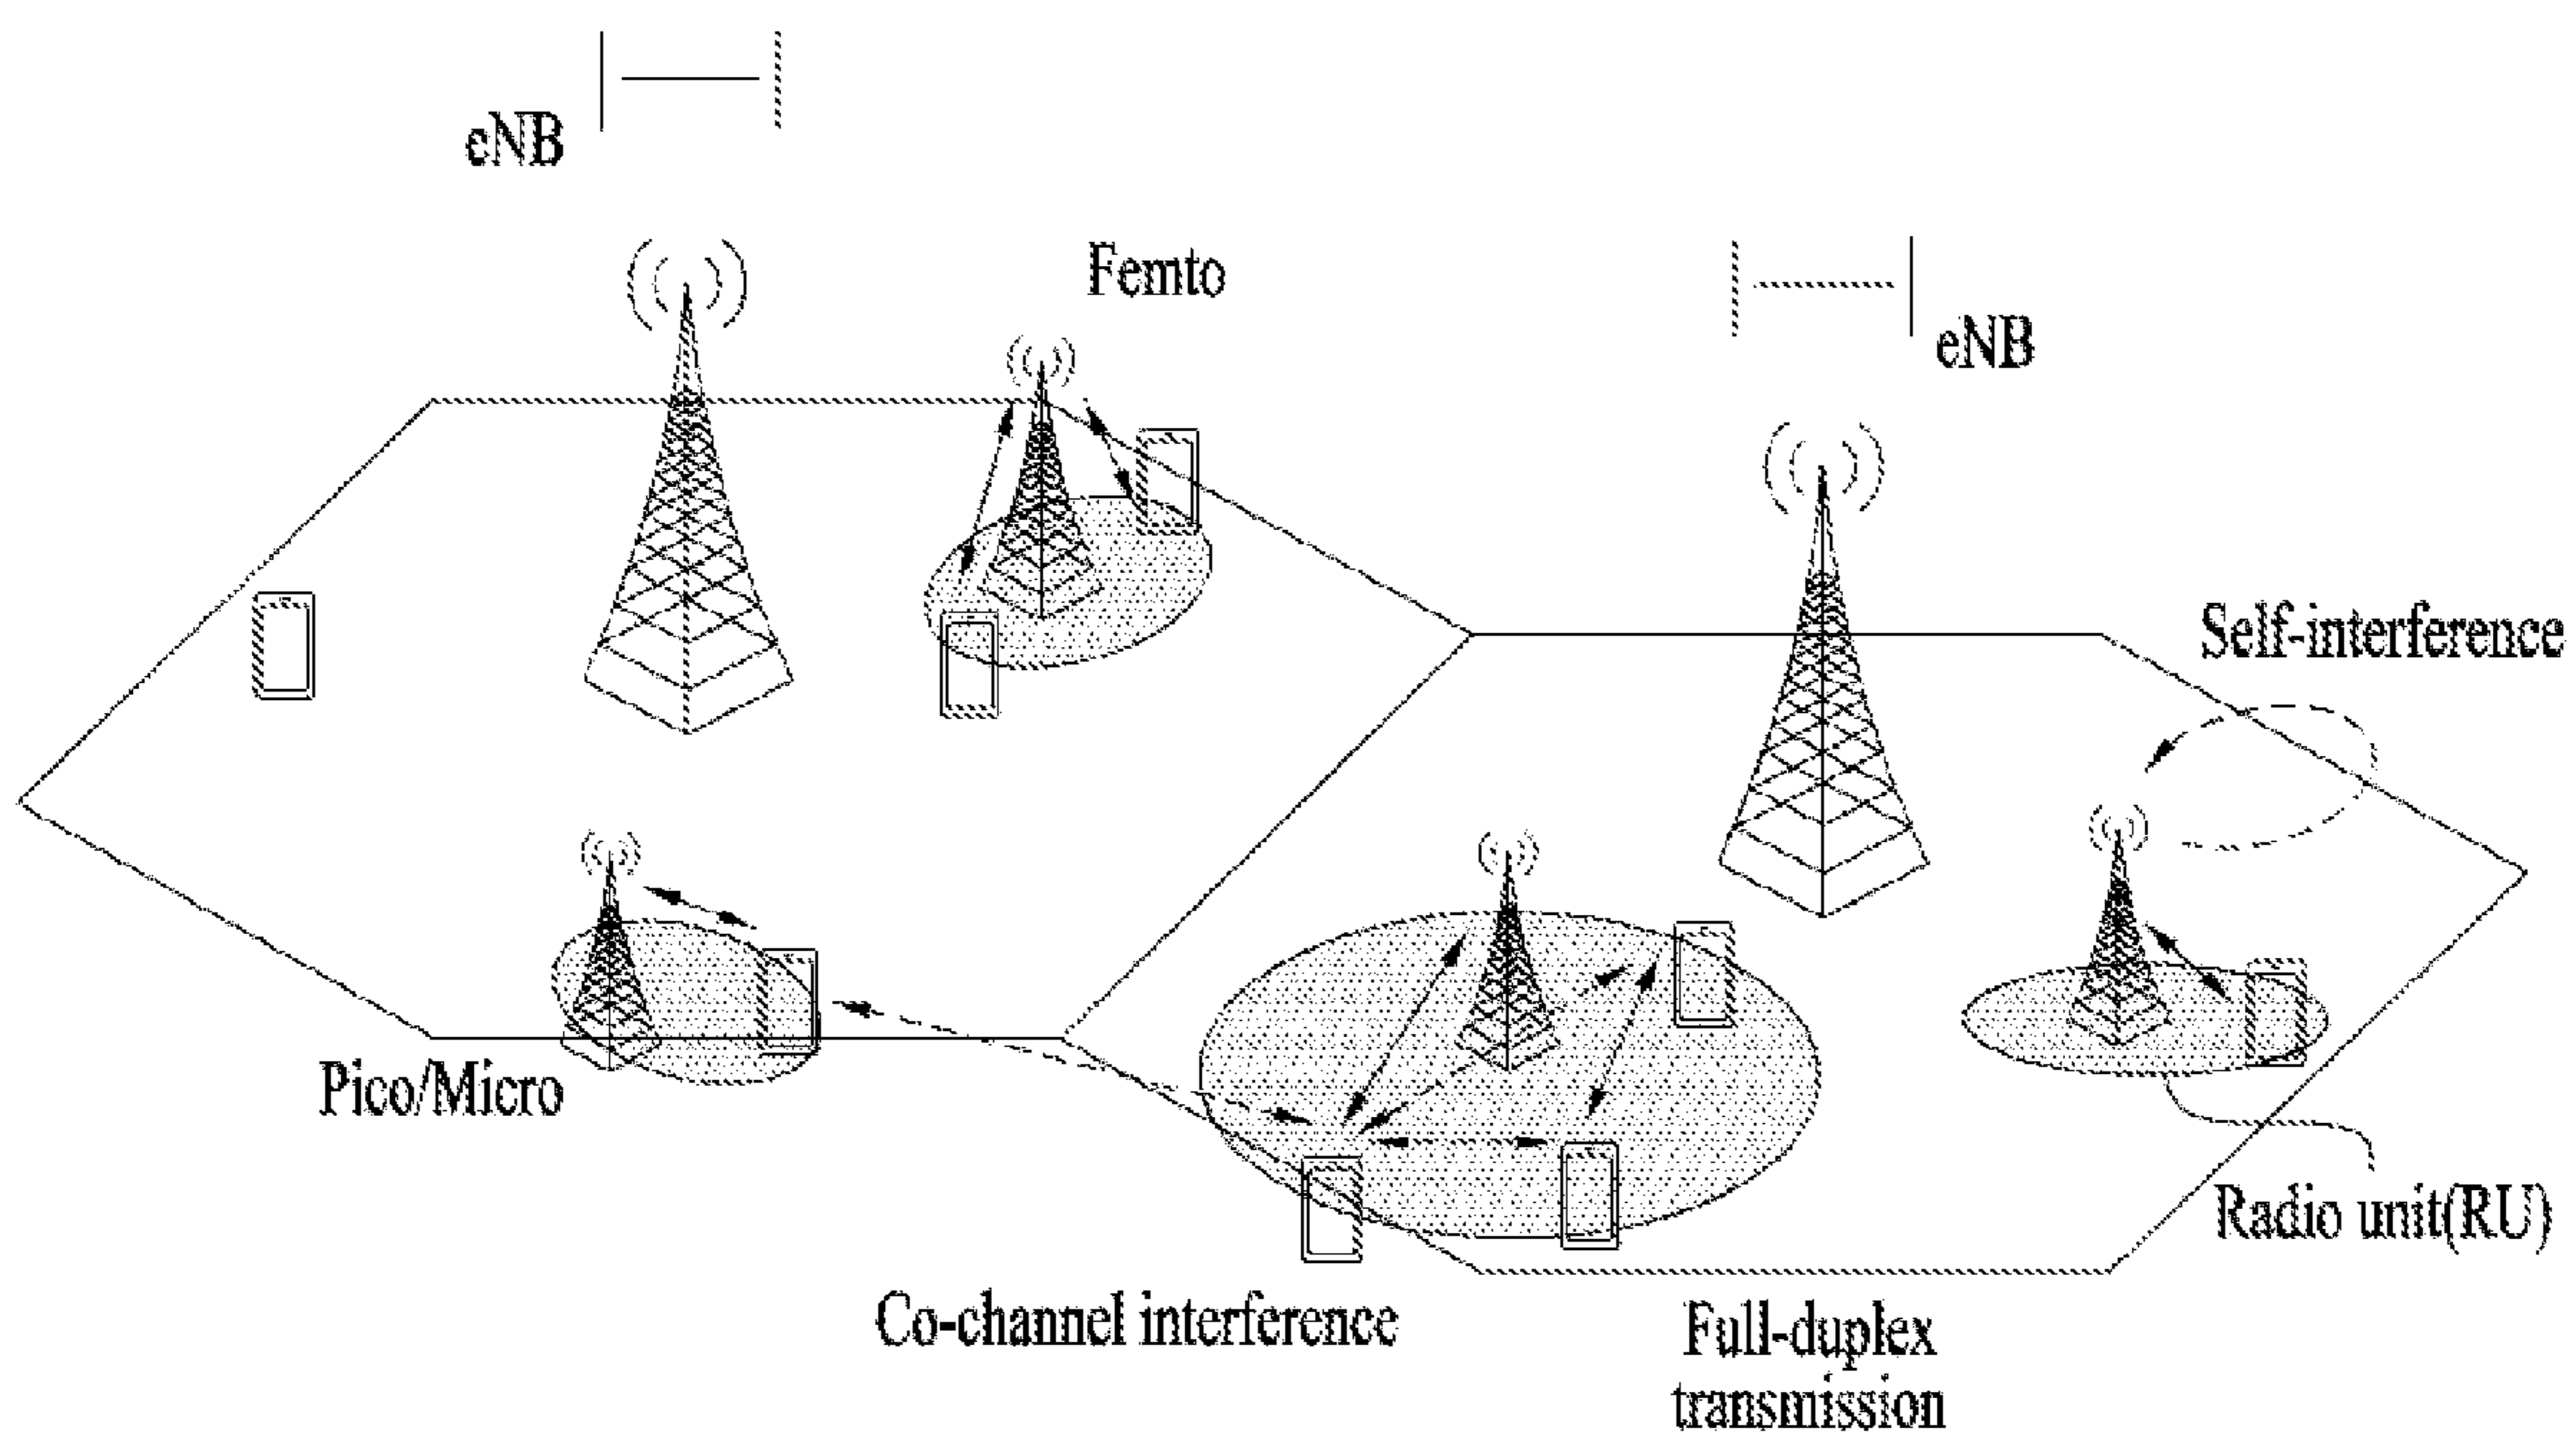 eNB
Femto
eNB
Self-interference
Pico/Micro
Radio unit(RU)
Co-channel interference
Full-duplex
transmission